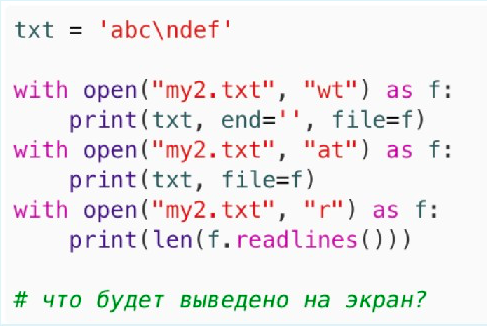 txt = 'abc\ndef'
with open("my2.txt", "wt") as f:
    print(txt, end='', file=f)
with open("my2.txt", "at") as f:
    print(txt, file=f)
with open("my2.txt", "r") as f:
    print(len(f.readlines()))
# что будет выведено на экран?